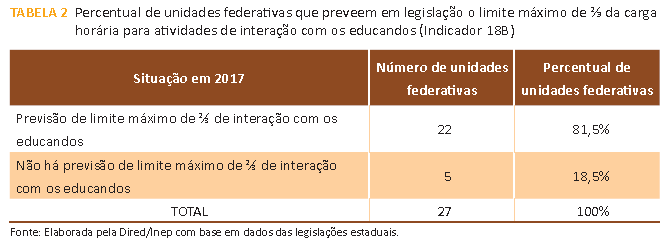 TABELA 2 Percentual de unidades federativas que preveem em legislação o limite máximo de ⅔ da carga
horária para atividades de interação com os educandos (Indicador 18B)
Situação em 2017 Número de unidades federativas Percentual de unidades federativas
Previsão de limite máximo de ⅔ de interação com os
educandos 22 81,5%
Não há previsão de limite máximo de ⅔ de interação
com os educandos 5 18,5%
TOTAL 27 100%
Fonte: Elaborada pela Dired/Inep com base em dados das legislações estaduais.